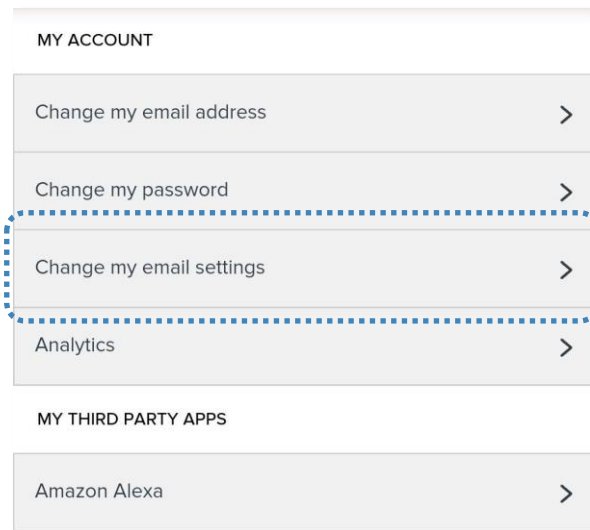 MY ACCOUNT
Change my email address
Change my password
Change my email settings
Analytics
MY THIRD PARTY APPS
Amazon Alexa